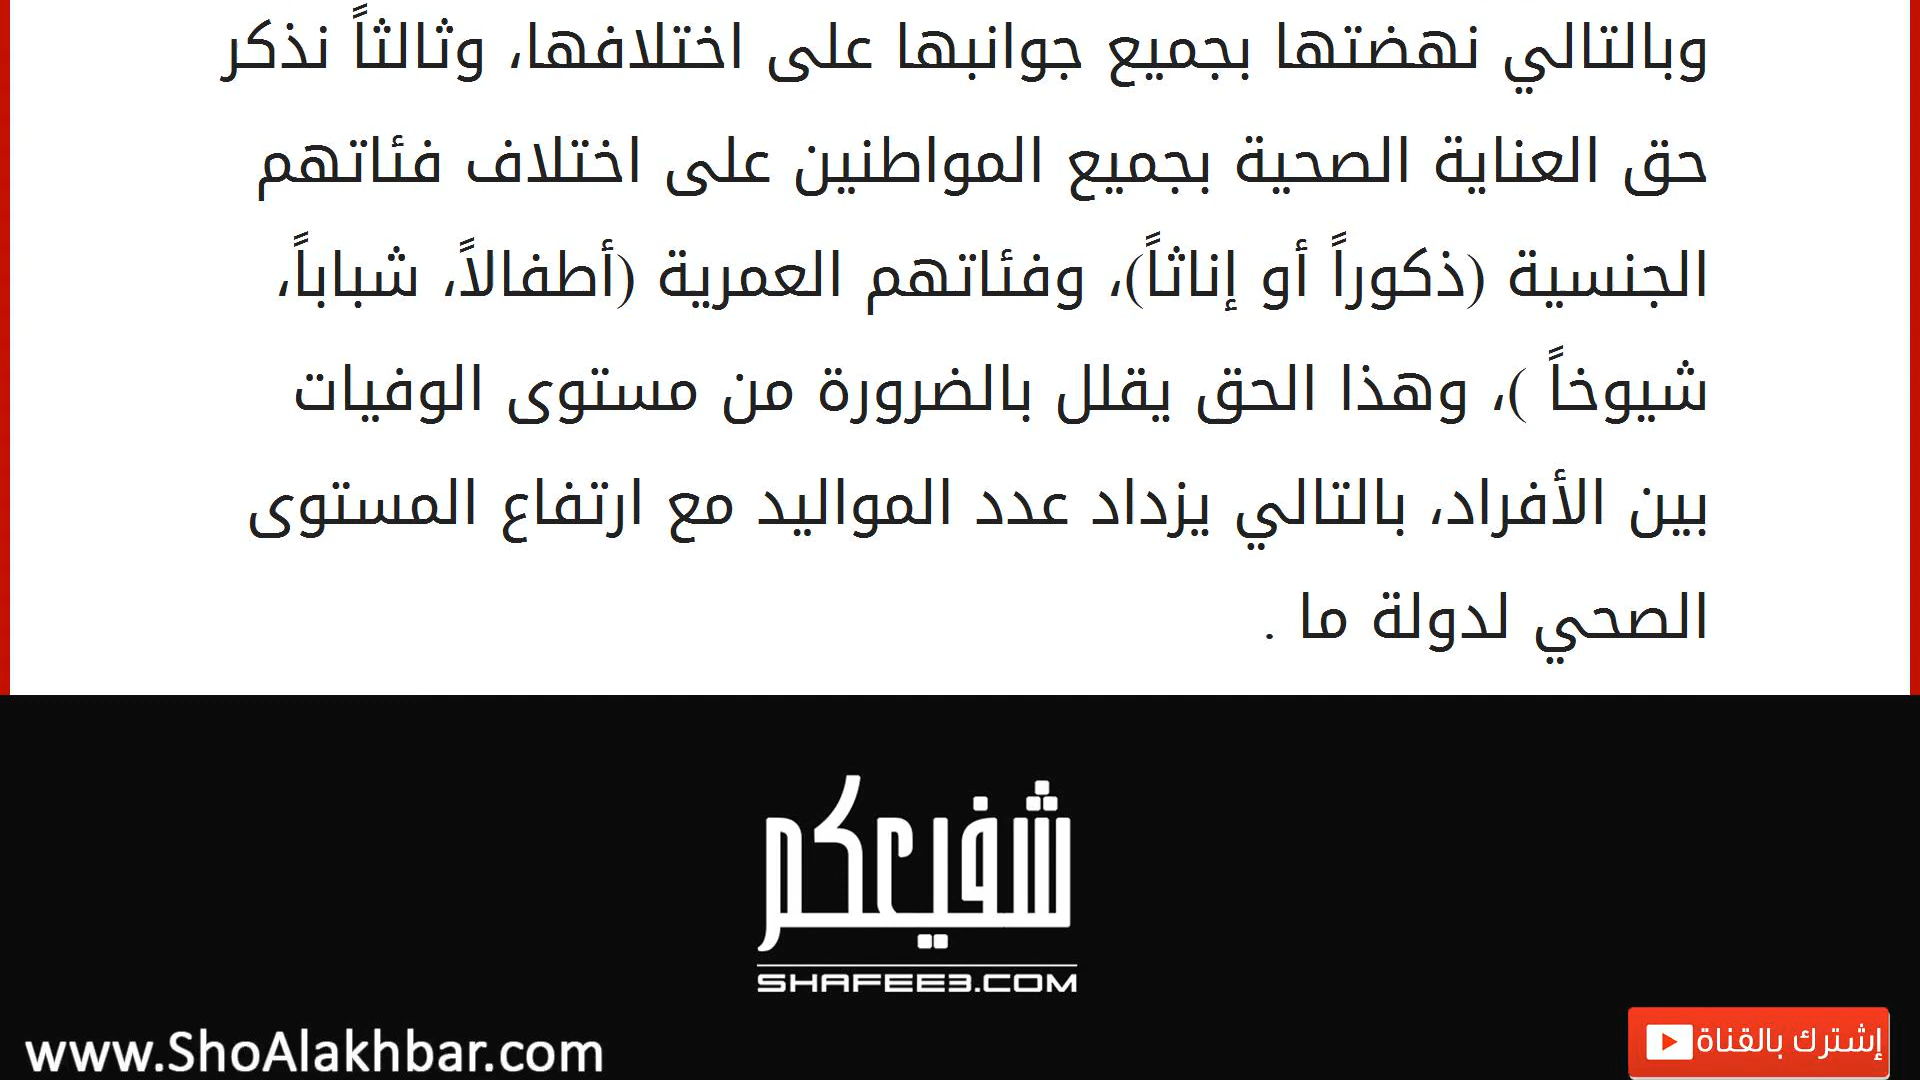 وبالتالي نهضتها بجميع جوانبها على اختلافها، وثالثاً نذكر
حق العناية الصحية بجميع المواطنين على اختلاف فئاتهم
الجنسية (ذكوراً أو إناثاً)، وفئاتهم العمرية (أطفالاً، شباباً،
شيوخاً )، وهذا الحق يقلل بالضرورة من مستوى الوفيات
بين الأفراد، بالتالي يزداد عدد المواليد مع ارتفاع المستوى
الصحي لدولة ما .
شفيعكم
SHAFEE3.COM
www.ShoAlakhbar.com
إشترك بالقناة